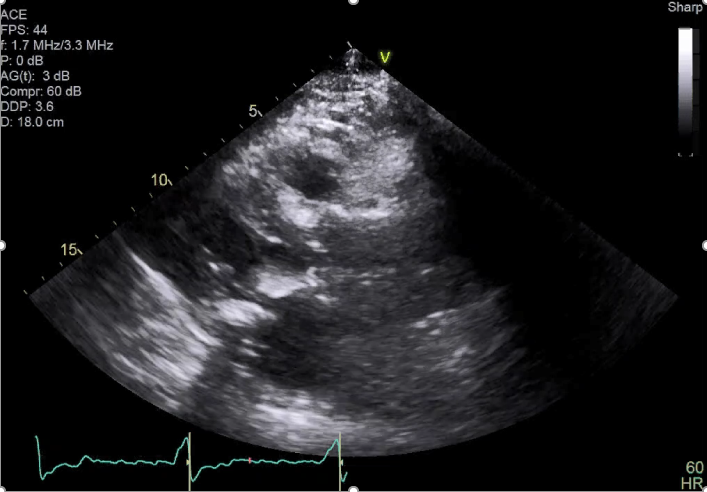 ACE
FPS: 44
f: 1.7 MHz/3.3 MHz
P: 0 dB
AG(t): 3 dB
Compr: 60 dB
DDP: 3.6
D: 18.0 cm
Sharp
V
5
10
15
60
HR